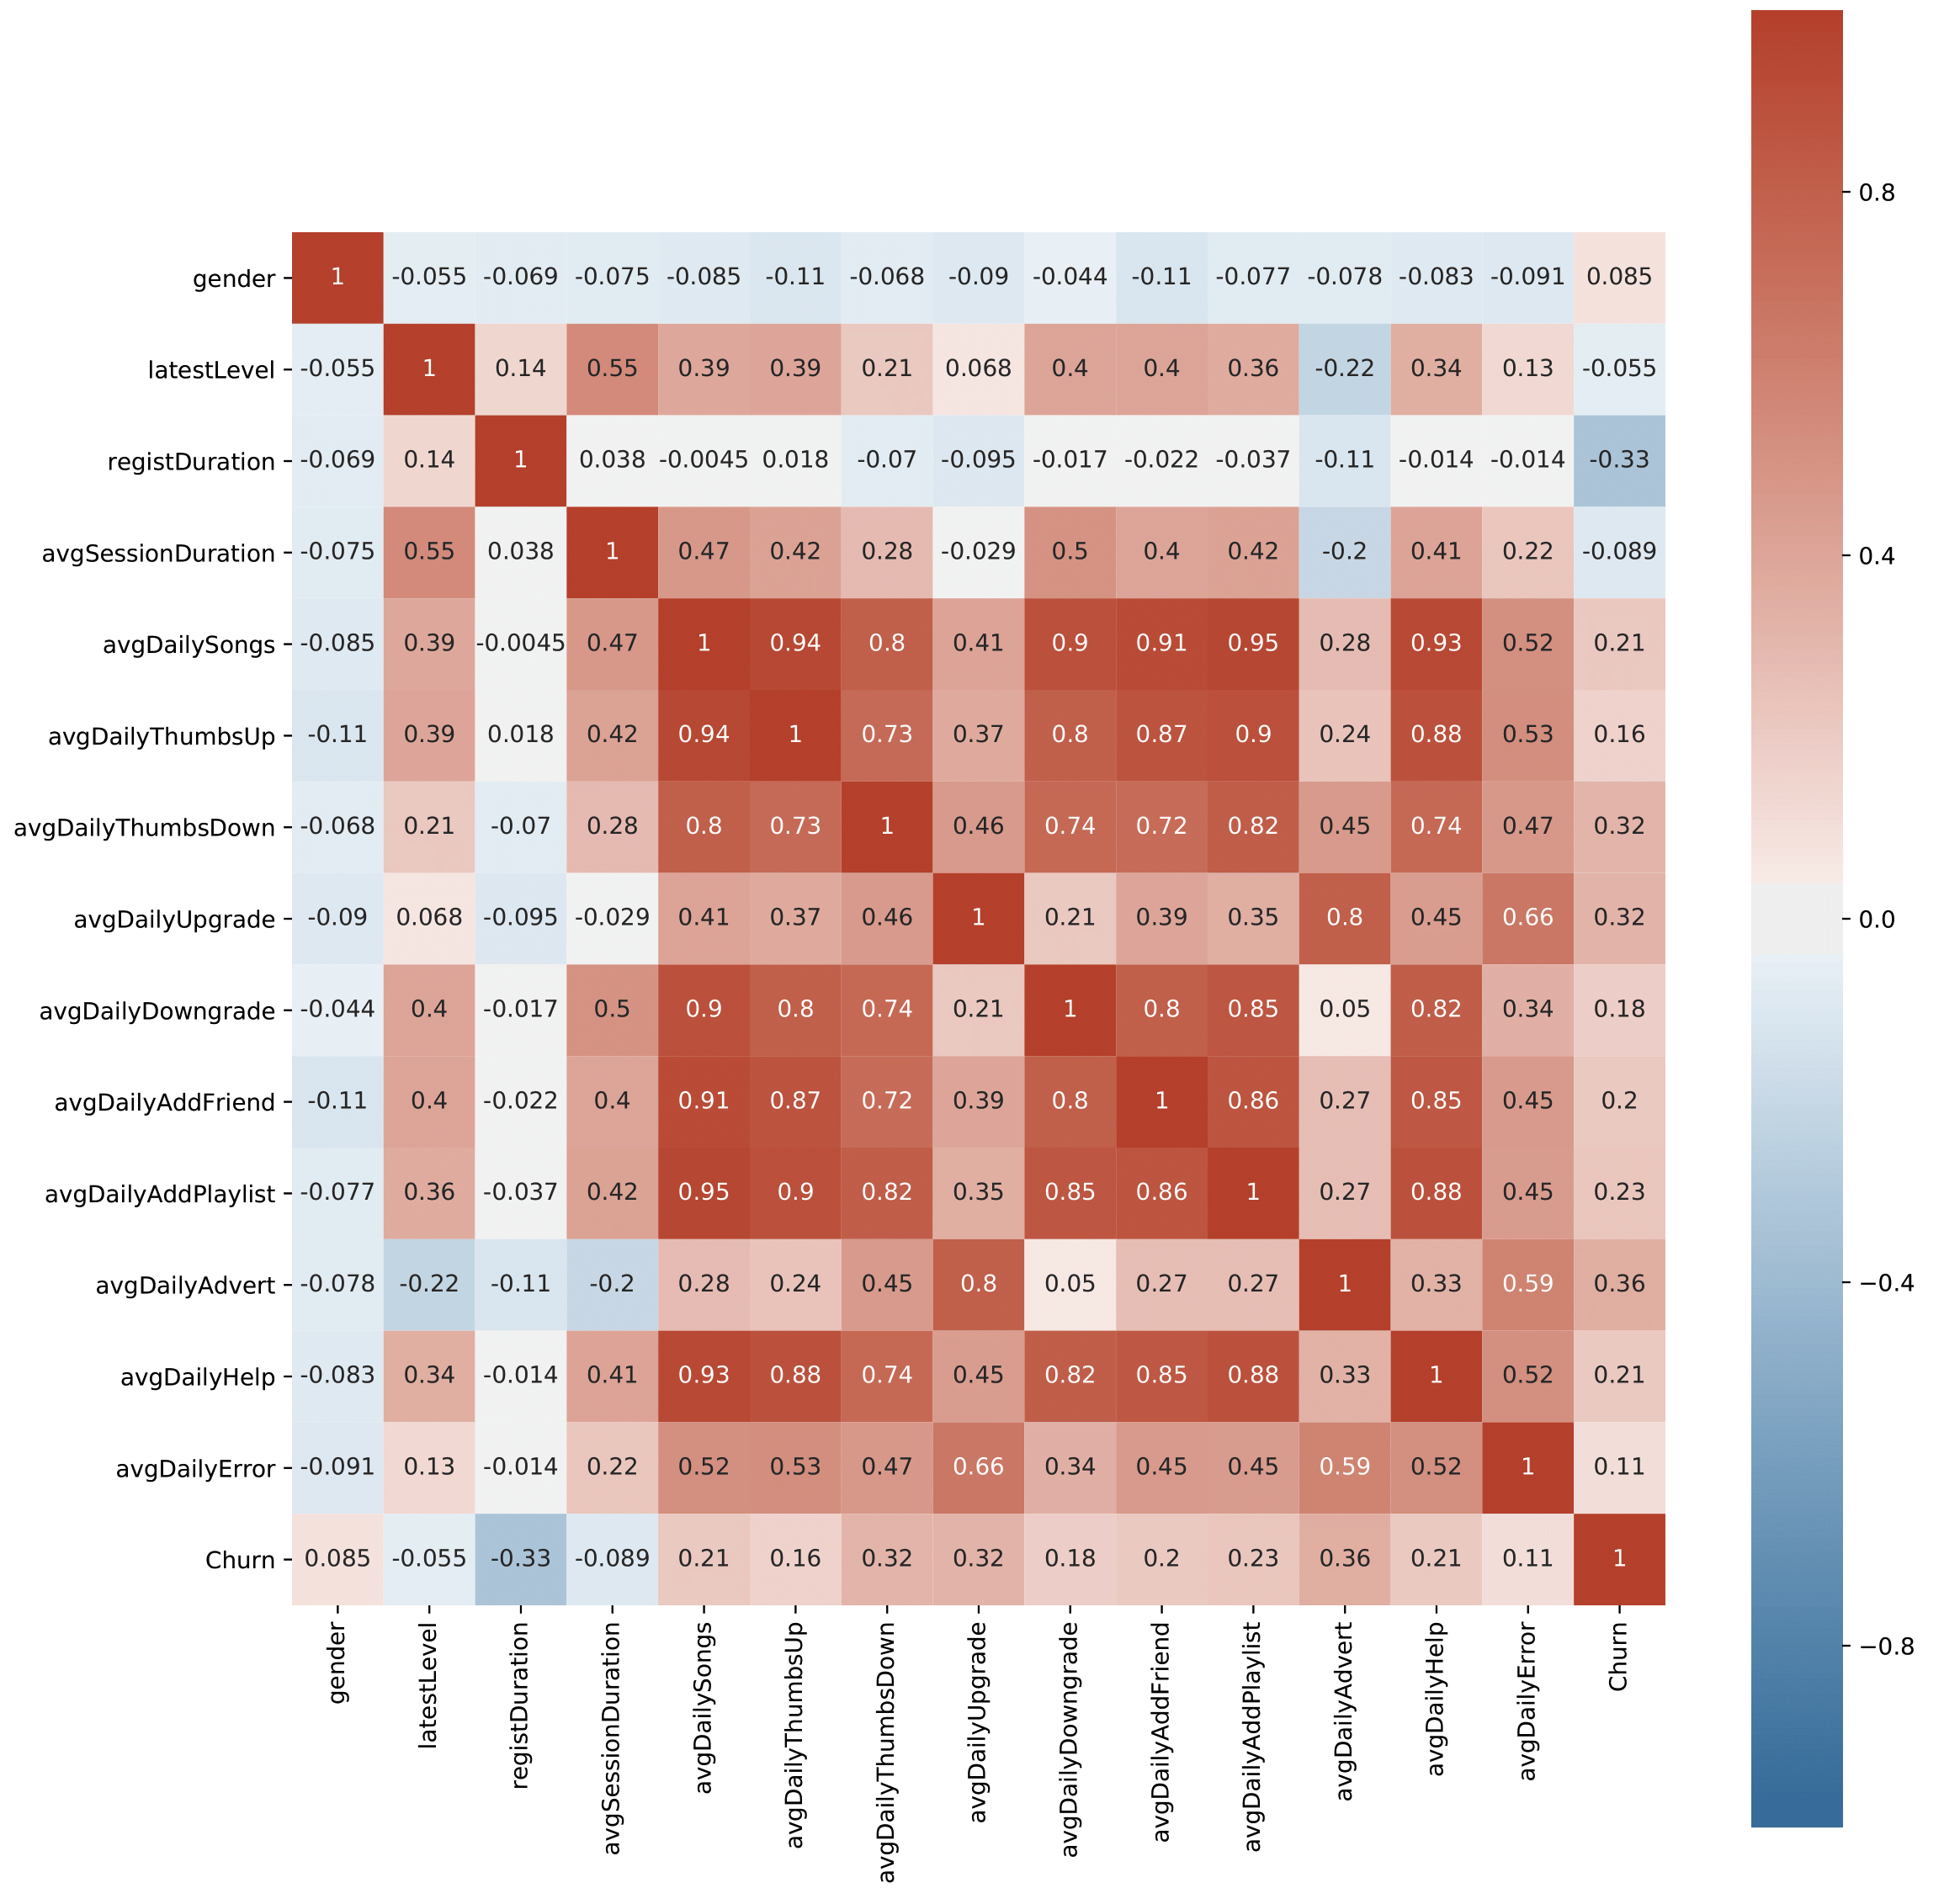 gender 1 -0.055 -0.069 -0.075 -0.085 -0.11 -0.068 -0.09 -0.044 -0.11 -0.077 -0.078 -0.083 -0.091 0.085
latestLevel -0.055 1 0.14 0.55 0.39 0.39 0.21 0.068 0.4 0.4 0.36 -0.22 0.34 0.13 -0.055
registDuration -0.069 0.14 1 0.038 -0.0045 0.018 -0.07 -0.095 -0.017 -0.022 -0.037 -0.11 -0.014 -0.014 -0.33
avgSessionDuration -0.075 0.55 0.038 1 0.47 0.42 0.28 -0.029 0.5 0.4 0.42 -0.2 0.41 0.22 -0.089
avgDailySongs -0.085 0.39 -0.0045 0.47 1 0.94 0.8 0.41 0.9 0.91 0.95 0.28 0.93 0.52 0.21
avgDailyThumbsUp -0.11 0.39 0.018 0.42 0.94 1 0.73 0.37 0.8 0.87 0.9 0.24 0.88 0.53 0.16
avgDailyThumbsDown -0.068 0.21 -0.07 0.28 0.8 0.73 1 0.46 0.74 0.72 0.82 0.45 0.74 0.47 0.32
avgDailyUpgrade -0.09 0.068 -0.095 -0.029 0.41 0.37 0.46 1 0.21 0.39 0.35 0.8 0.45 0.66 0.32
avgDailyDowngrade -0.044 0.4 -0.017 0.5 0.9 0.8 0.74 0.21 1 0.8 0.85 0.05 0.82 0.34 0.18
avgDailyAddFriend -0.11 0.4 -0.022 0.4 0.91 0.87 0.72 0.39 0.8 1 0.86 0.27 0.85 0.45 0.2
avgDailyAddPlaylist -0.077 0.36 -0.037 0.42 0.95 0.9 0.82 0.35 0.85 0.86 1 0.27 0.88 0.45 0.23
avgDailyAdvert -0.078 -0.22 -0.11 -0.2 0.28 0.24 0.45 0.8 0.05 0.27 0.27 1 0.33 0.59 0.36
avgDailyHelp -0.083 0.34 -0.014 0.41 0.93 0.88 0.74 0.45 0.82 0.85 0.88 0.33 1 0.52 0.21
avgDailyError -0.091 0.13 -0.014 0.22 0.52 0.53 0.47 0.66 0.34 0.45 0.45 0.59 0.52 1 0.11
Churn 0.085 -0.055 -0.33 -0.089 0.21 0.16 0.32 0.32 0.18 0.2 0.23 0.36 0.21 0.11 1
gender
latestLevel
registDuration
avgSessionDuration
avgDailySongs
avgDailyThumbsUp
avgDailyThumbsDown
avgDailyUpgrade
avgDailyDowngrade
avgDailyAddFriend
avgDailyAddPlaylist
avgDailyAdvert
avgDailyHelp
avgDailyError
Churn
0.8
0.4
0.0
−0.4
−0.8